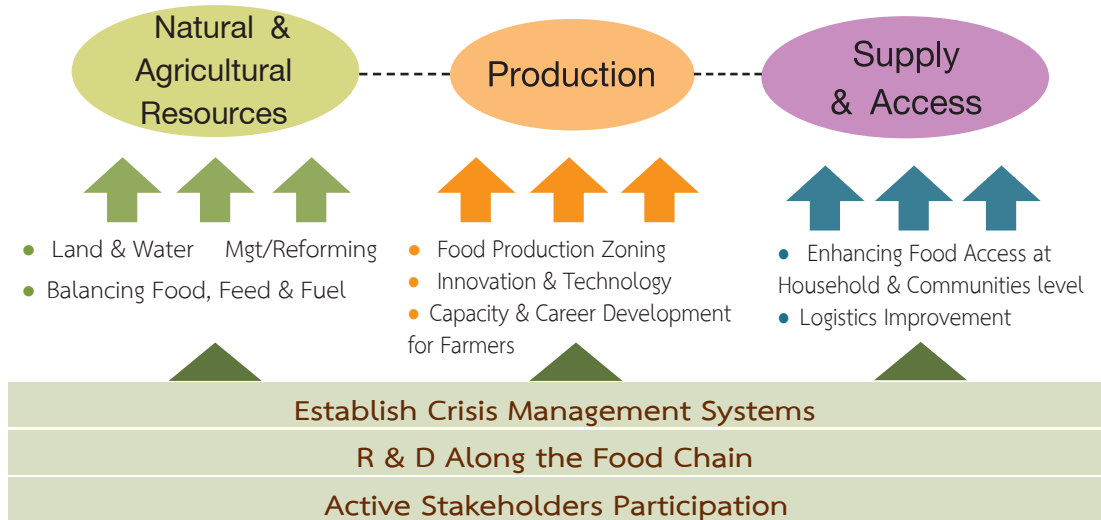 Natural &
Agricultural
Resources
Production
Supply
& Access
• Land & Water Mgt/Reforming
• Balancing Food, Feed & Fuel
• Food Production Zoning
• Innovation & Technology
• Capacity & Career Development
for Farmers
• Enhancing Food Access at
Household & Communities level
• Logistics Improvement
Establish Crisis Management Systems
R & D Along the Food Chain
Active Stakeholders Participation